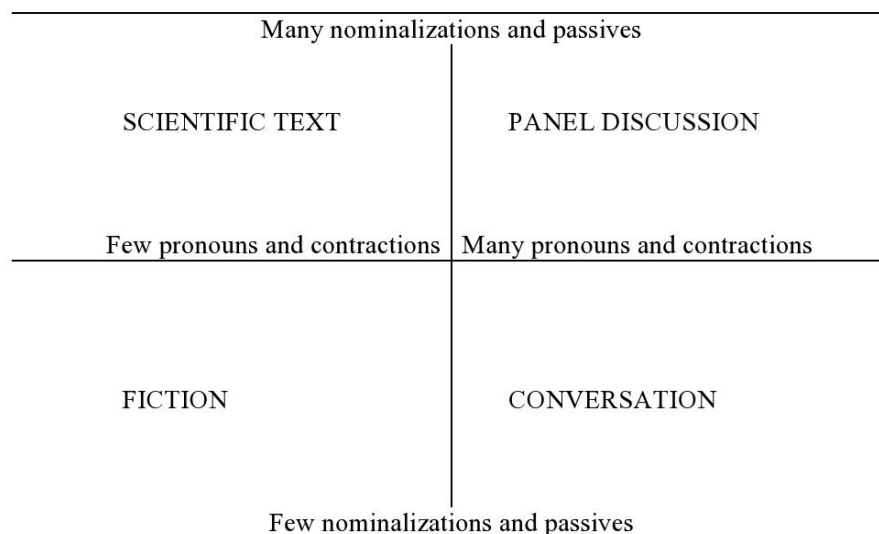 Many nominalizations and passives
SCIENTIFIC TEXT PANEL DISCUSSION
Few pronouns and contractions Many pronouns and contractions
FICTION CONVERSATION
Few nominalizations and passives